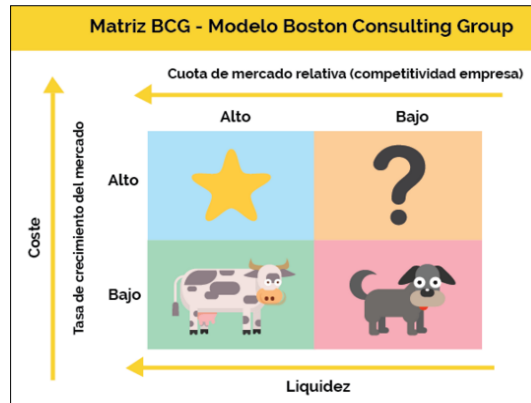 Matriz BCG - Modelo Boston Consulting Group
Cuota de mercado relativa (competitividad empresa)
Alto
Bajo
Coste
Tasa de crecimiento del mercado
Alto
?
Bajo
Liquidez